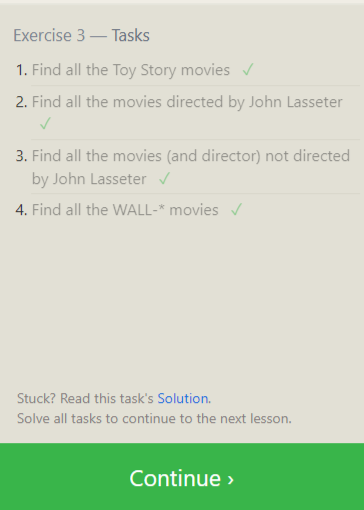 Exercise 3 — Tasks
1. Find all the Toy Story movies ✓
2. Find all the movies directed by John Lasseter
✓
3. Find all the movies (and director) not directed
by John Lasseter ✓
4. Find all the WALL-* movies ✓
Stuck? Read this task's Solution.
Solve all tasks to continue to the next lesson.
Continue ›